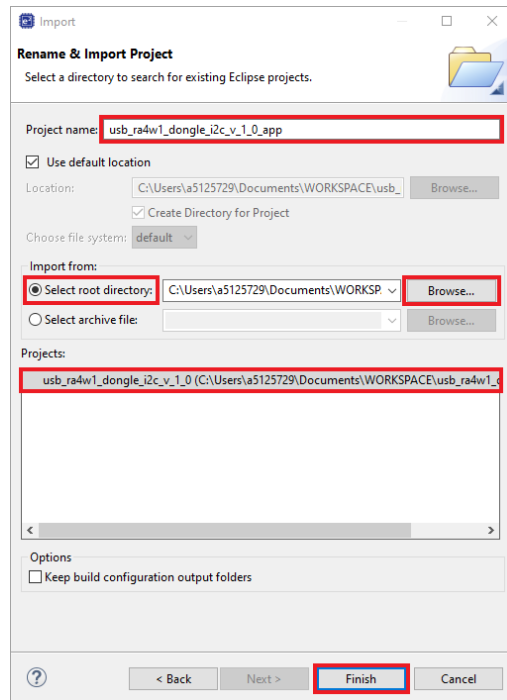 Import
Rename & Import Project
Select a directory to search for existing Eclipse projects.
Project name: usb_ra4w1_dongle_i2c_v_1_0_app
Use default location
Location: C:\Users\a5125729\Documents\WORKSPACE\usb_ Browse...
Create Directory for Project
Choose file system: default
Import from:
Select root directory: C:\Users\a5125729\Documents\WORKSP. Browse...
Select archive file: Browse...
Projects:
usb_ra4w1_dongle_i2c_v_1_0 (C:\Users\a5125729\Documents\WORKSPACE\usb_ra4w1_d
Options
Keep build configuration output folders
? < Back Next > Finish Cancel